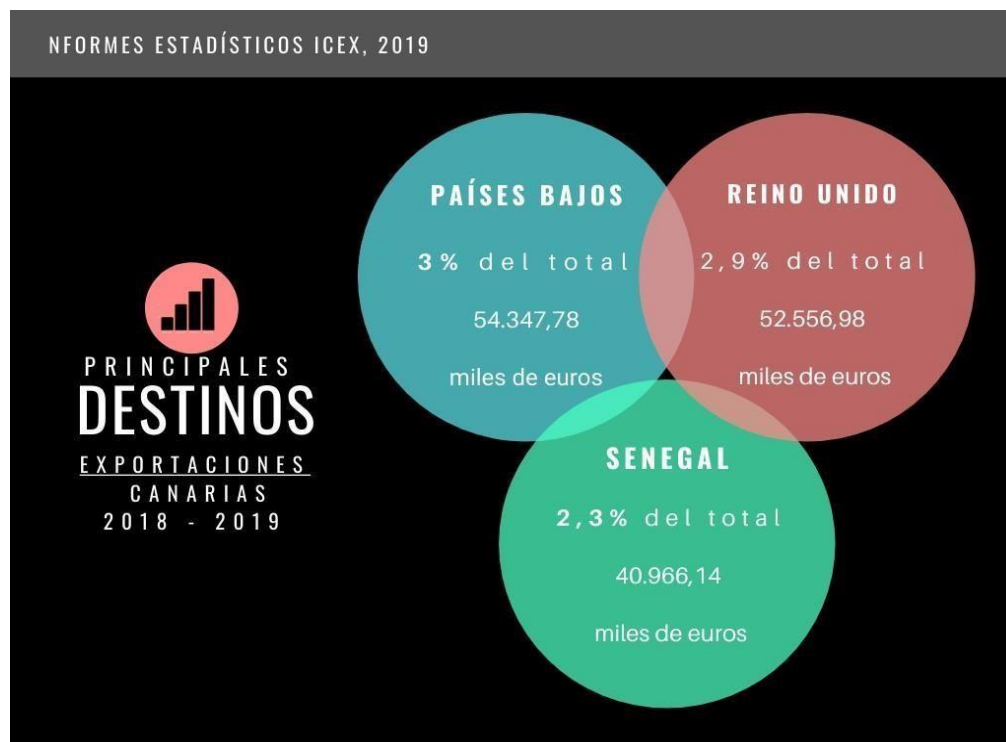 NFORMES ESTADÍSTICOS ICEX, 2019
PRINCIPALES
DESTINOS
EXPORTACIONES
CANARIAS
2018 - 2019
PAÍSES BAJOS
3% del total
54.347,78
miles de euros
REINO UNIDO
2,9% del total
52.556,98
miles de euros
SENEGAL
2,3% del total
40.966,14
miles de euros